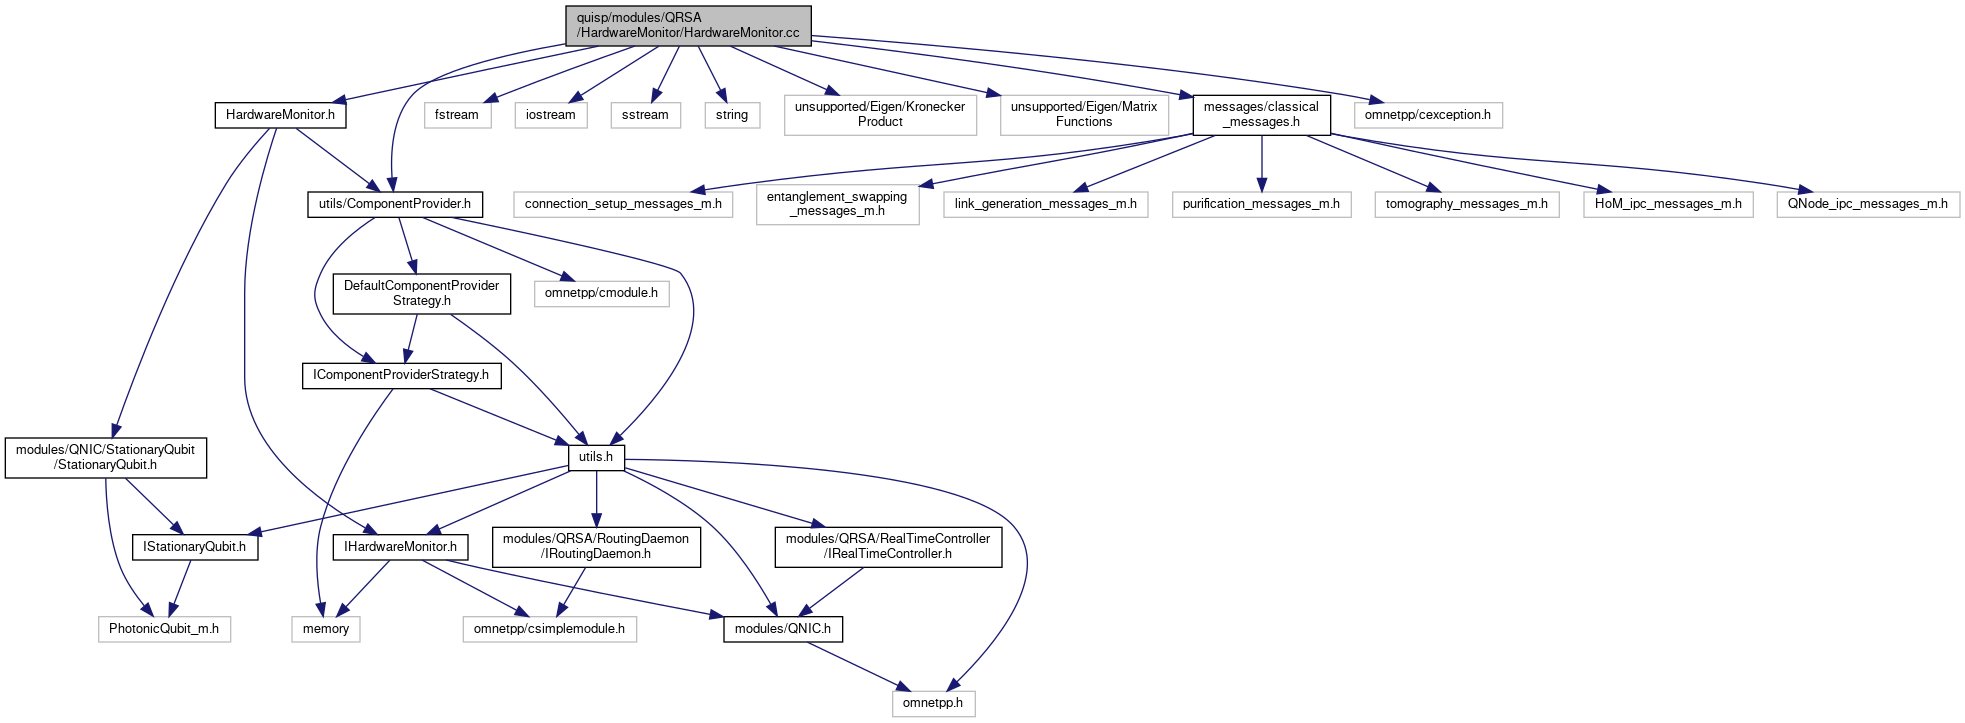 quisp/modules/QRSA
/HardwareMonitor/HardwareMonitor.cc
HardwareMonitor.h
fstream
iostream
sstream
string
unsupported/Eigen/Kronecker
Product
unsupported/Eigen/Matrix
Functions
messages/classical
_messages.h
omnetpp/cexception.h
utils/ComponentProvider.h
connection_setup_messages_m.h
entanglement_swapping
_messages_m.h
link_generation_messages_m.h
purification_messages_m.h
tomography_messages_m.h
HoM_ipc_messages_m.h
QNode_ipc_messages_m.h
DefaultComponentProvider
Strategy.h
omnetpp/cmodule.h
IComponentProviderStrategy.h
modules/QNIC/StationaryQubit
/StationaryQubit.h
utils.h
IStationaryQubit.h
IHardwareMonitor.h
modules/QRSA/RoutingDaemon
/IRoutingDaemon.h
modules/QRSA/RealTimeController
/IRealTimeController.h
PhotonicQubit_m.h
memory
omnetpp/csimplemodule.h
modules/QNIC.h
omnetpp.h